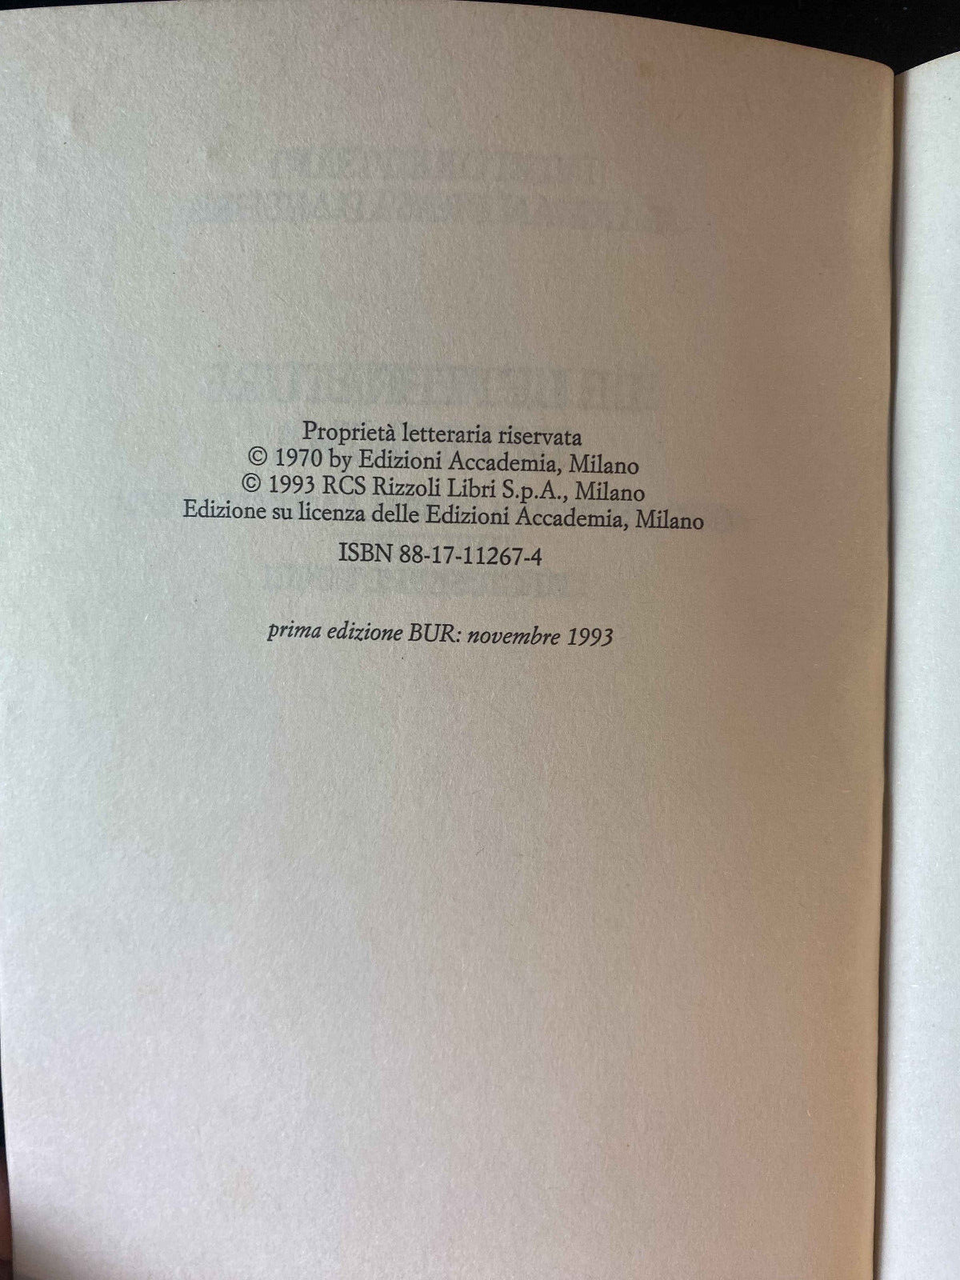 Proprietà letteraria riservata
© 1970 by Edizioni Accademia, Milano
© 1993 RCS Rizzoli Libri S.p.A., Milano
Edizione su licenza delle Edizioni Accademia, Milano
ISBN 88-17-11267-4
prima edizione BUR: novembre 1993